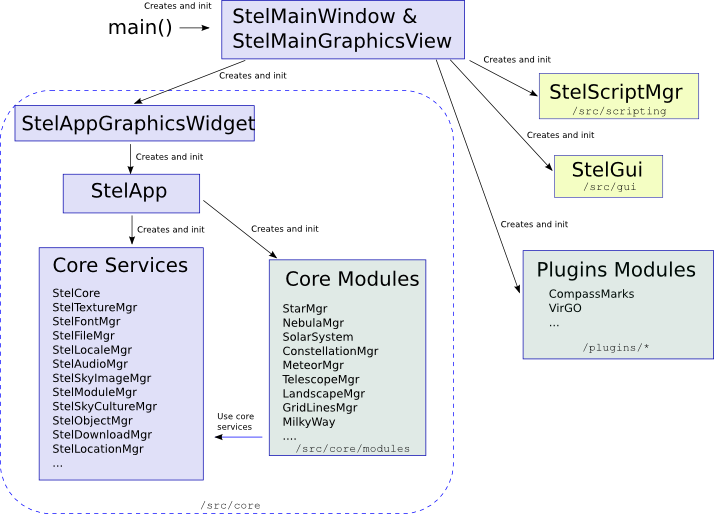 Creates and init
main()
StelMainWindow &
StelMainGraphicsView
Creates and init
Creates and init
StelScriptMgr
/src/scripting
StelAppGraphicsWidget
Creates and init
StelGui
/src/gui
Creates and init
StelApp
Creates and init
Creates and init
Creates and init
Core Services
StelCore
StelTextureMgr
StelFontMgr
StelFileMgr
StelLocaleMgr
StelAudioMgr
StelSkyImageMgr
StelModuleMgr
StelSkyCultureMgr
StelObjectMgr
StelDownloadMgr
StelLocationMgr
...
Core Modules
StarMgr
NebulaMgr
SolarSystem
ConstellationMgr
MeteorMgr
TelescopeMgr
LandscapeMgr
GridLinesMgr
MilkyWay
....
/src/core/modules
Plugins Modules
CompassMarks
VirGO
...
/plugins/*
Use core
services
/src/core